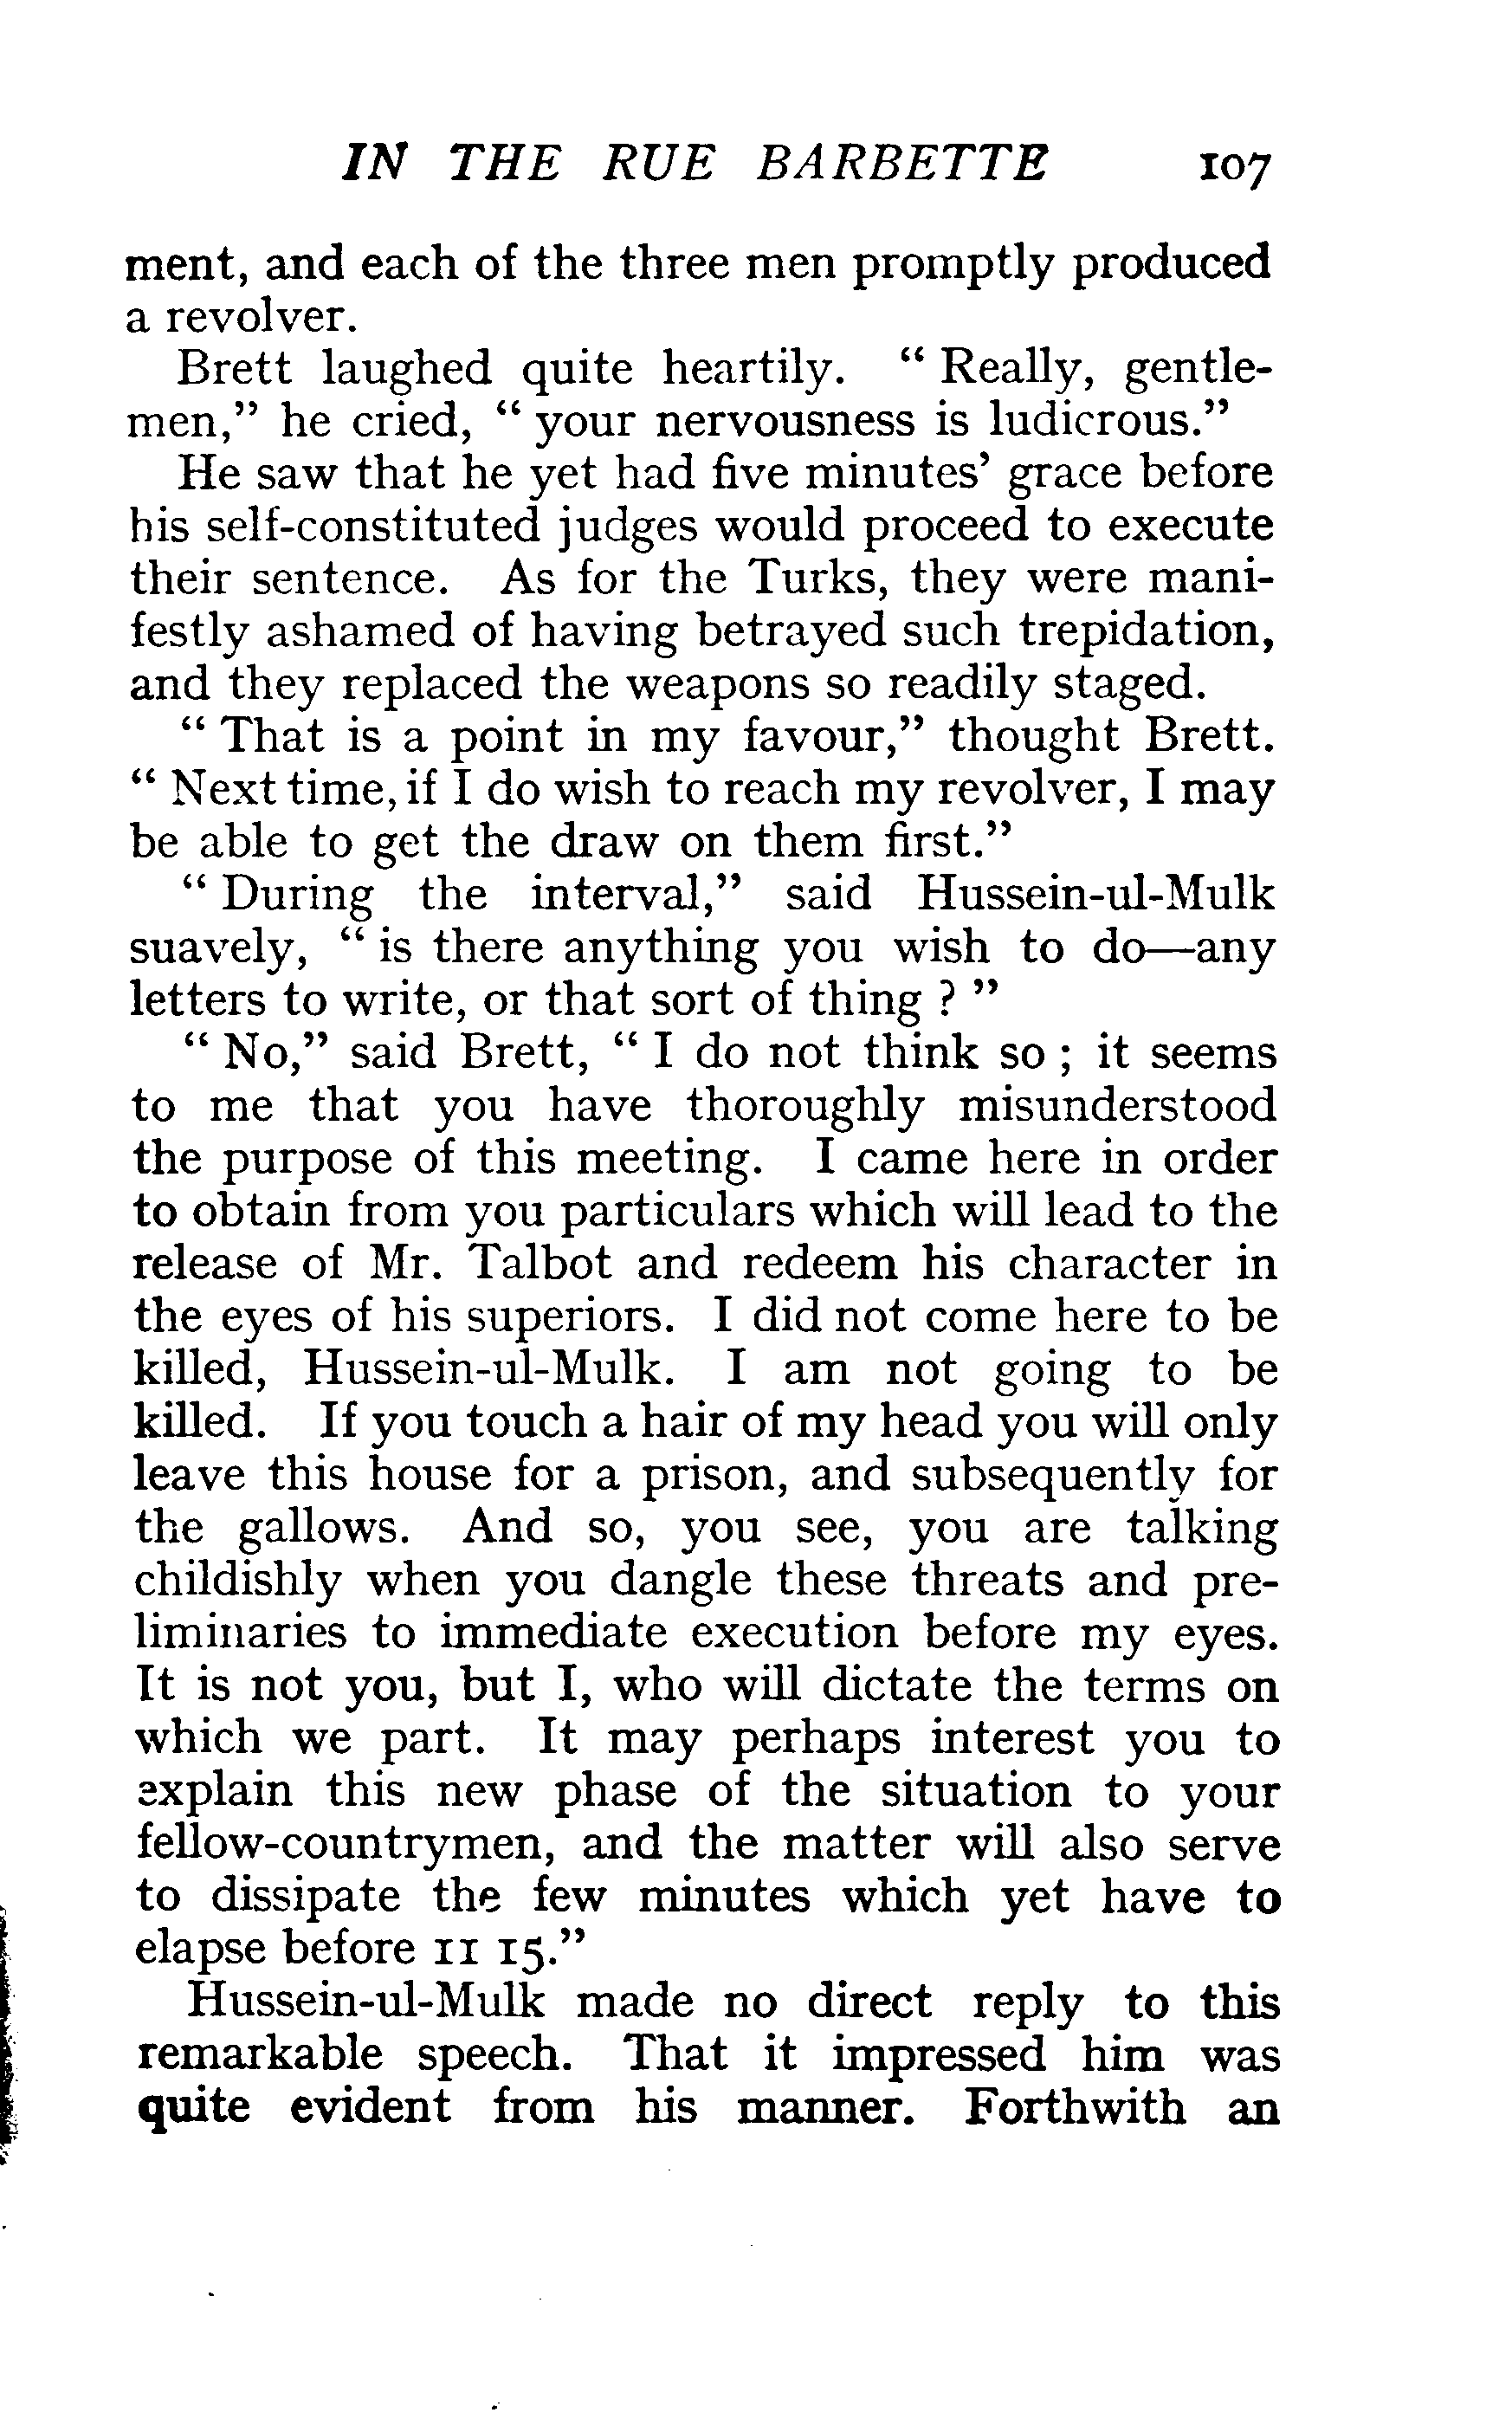 IN THE RUE BARBETTE 107
ment, and each of the three men promptly produced
a revolver.
Brett laughed quite heartily. “ Really, gentle-
men,” he cried, “ your nervousness is ludicrous.”
He saw that he yet had five minutes’ grace before
his self-constituted judges would proceed to execute
their sentence. As for the Turks, they were mani-
festly ashamed of having betrayed such trepidation,
and they replaced the weapons so readily staged.
“ That is a point in my favour,” thought Brett.
“ Next time, if I do wish to reach my revolver, I may
be able to get the draw on them first.”
“ During the interval,” said Hussein-ul-Mulk
suavely, “ is there anything you wish to do—any
letters to write, or that sort of thing ? ”
“ No,” said Brett, “ I do not think so ; it seems
to me that you have thoroughly misunderstood
the purpose of this meeting. I came here in order
to obtain from you particulars which will lead to the
release of Mr. Talbot and redeem his character in
the eyes of his superiors. I did not come here to be
killed, Hussein-ul-Mulk. I am not going to be
killed. If you touch a hair of my head you will only
leave this house for a prison, and subsequently for
the gallows. And so, you see, you are talking
childishly when you dangle these threats and pre-
liminaries to immediate execution before my eyes.
It is not you, but I, who will dictate the terms on
which we part. It may perhaps interest you to
explain this new phase of the situation to your
fellow-countrymen, and the matter will also serve
to dissipate the few minutes which yet have to
elapse before 11 15.”
Hussein-ul-Mulk made no direct reply to this
remarkable speech. That it impressed him was
quite evident from his manner. Forthwith an